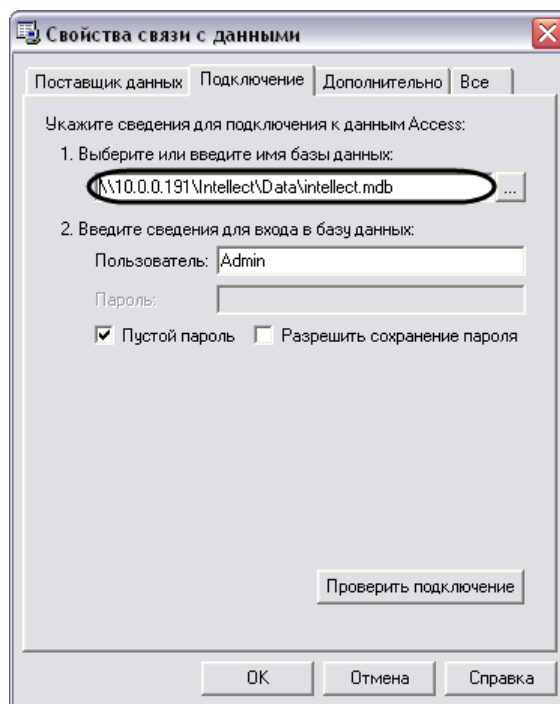 Свойства связи с данными
Поставщик данных Подключение Дополнительно Все
Укажите сведения для подключения к данным Access:
1. Выберите или введите имя базы данных:
\\10.0.0.191\Intellect\Data\intellect.mdb ...
2. Введите сведения для входа в базу данных:
Пользователь: Admin
Пароль:
Пустой пароль Разрешить сохранение пароля
Проверить подключение
OK Отмена Справка